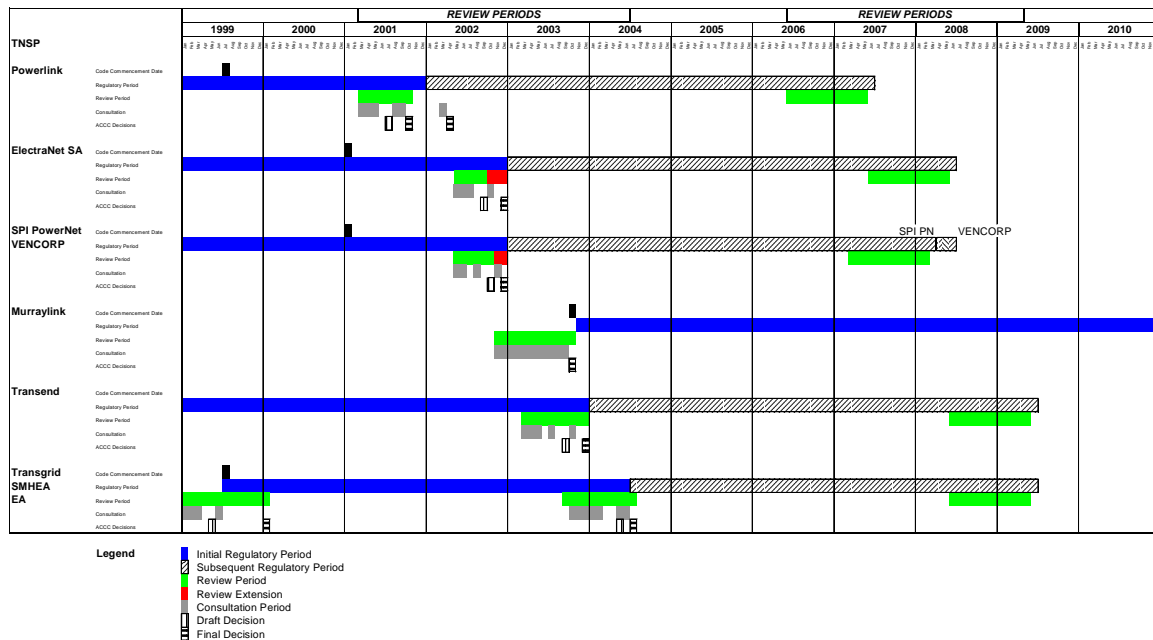 REVIEW PERIODS REVIEW PERIODS
1999 2000 2001 2002 2003 2004 2005 2006 2007 2008 2009 2010
TNSP
Powerlink Code Commencement Date
Regulatory Period
Review Period
Consultation
ACCC Decisions
ElectraNet SA Code Commencement Date
Regulatory Period
Review Period
Consultation
ACCC Decisions
SPI PowerNet Code Commencement Date SPI PN VENCORP
VENCORP Regulatory Period
Review Period
Consultation
ACCC Decisions
Murraylink Code Commencement Date
Regulatory Period
Review Period
Consultation
ACCC Decisions
Transend Code Commencement Date
Regulatory Period
Review Period
Consultation
ACCC Decisions
Transgrid Code Commencement Date
SMHEA Regulatory Period
EA Review Period
Consultation
ACCC Decisions
Legend Initial Regulatory Period
Subsequent Regulatory Period
Review Period
Review Extension
Consultation Period
Draft Decision
Final Decision